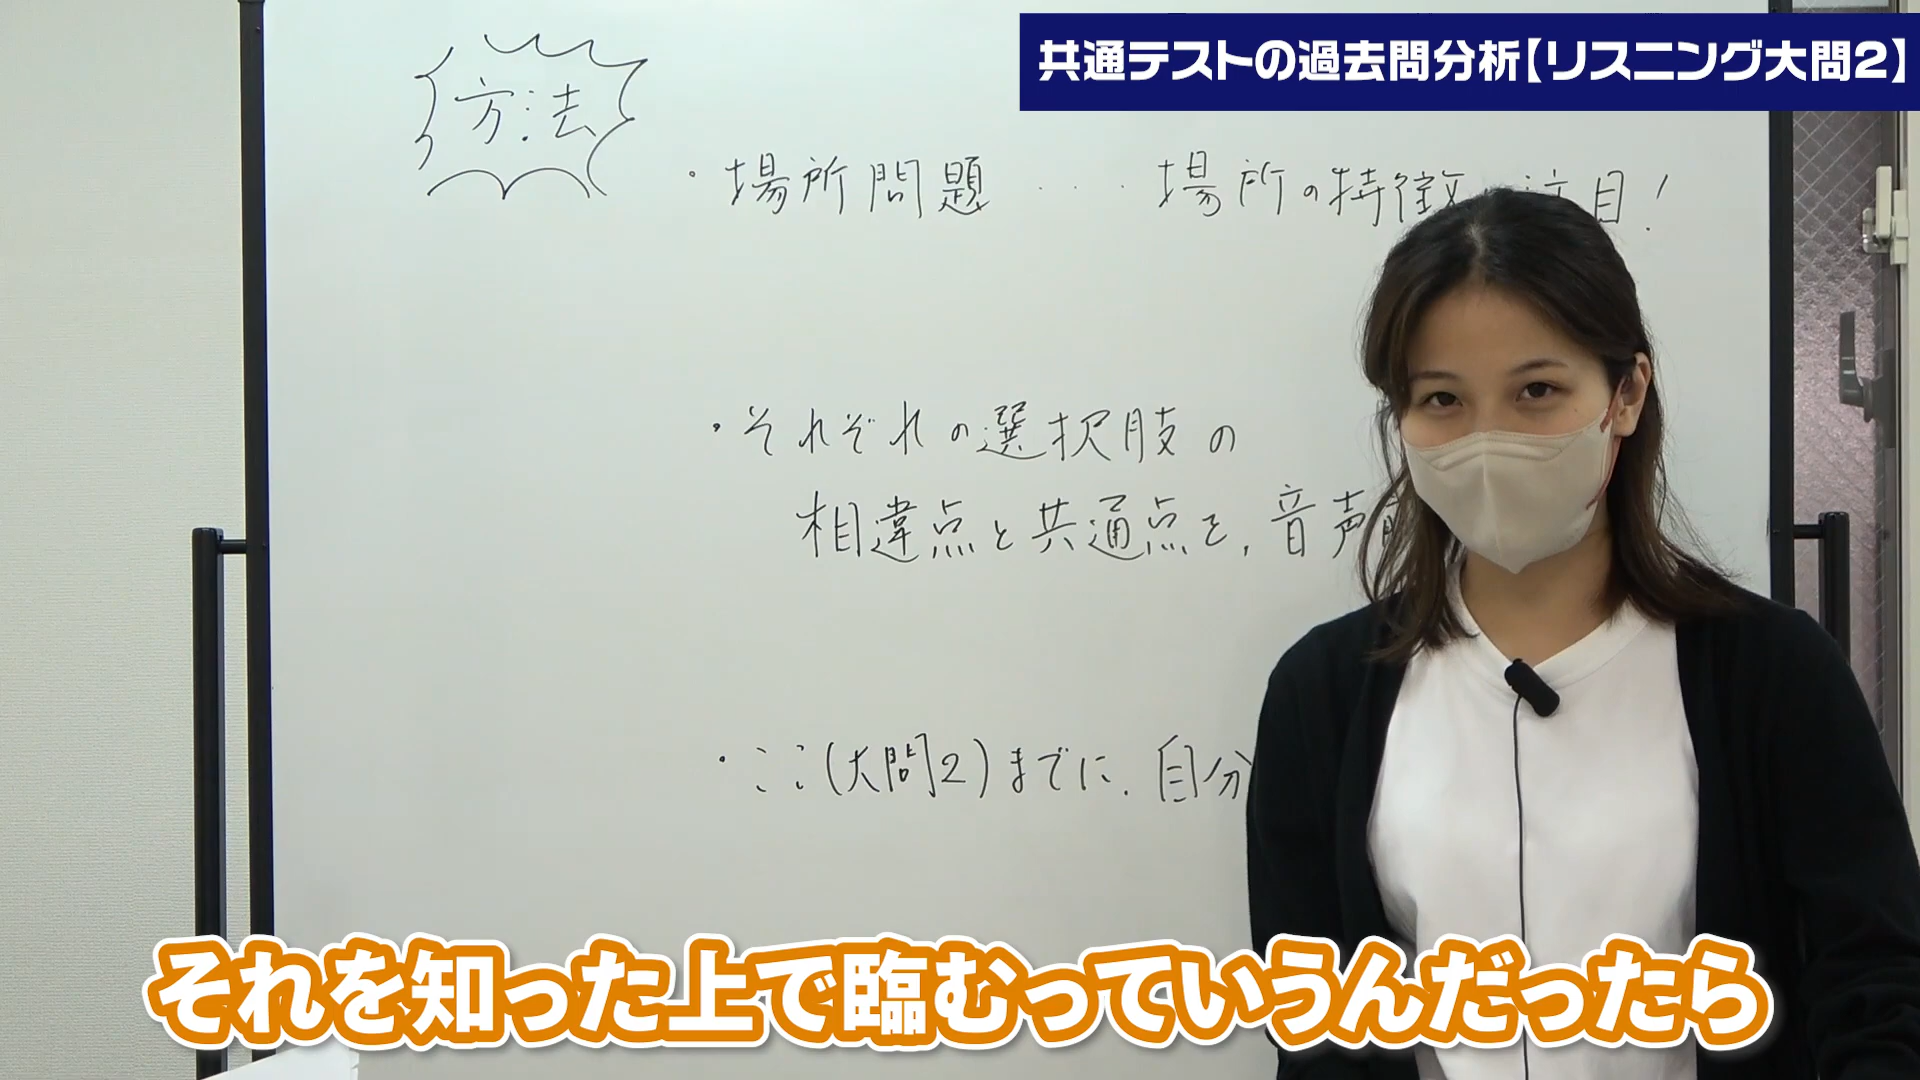 共通テストの過去問分析【リスニング大問2】
方法
・場所問題 ・・・ 場所の特徴 注目!
・それぞれの選択肢の
相違点と共通点を、音声
・ここ(大問2)までに、自分
それを知った上で臨むっていうんだったら